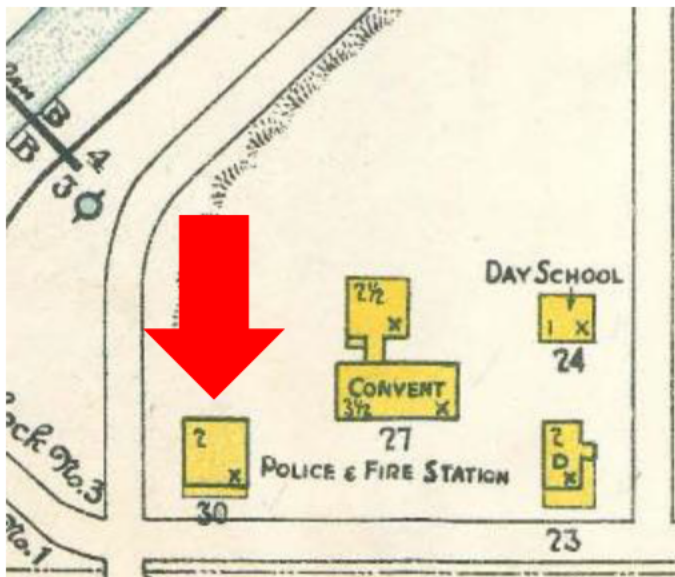 B
B 4
3
2½
X
DAY SCHOOL
1 X
24
CONVENT
3½ X
27
2
X
30
POLICE & FIRE STATION
2
D
X
23
No.3
No.1